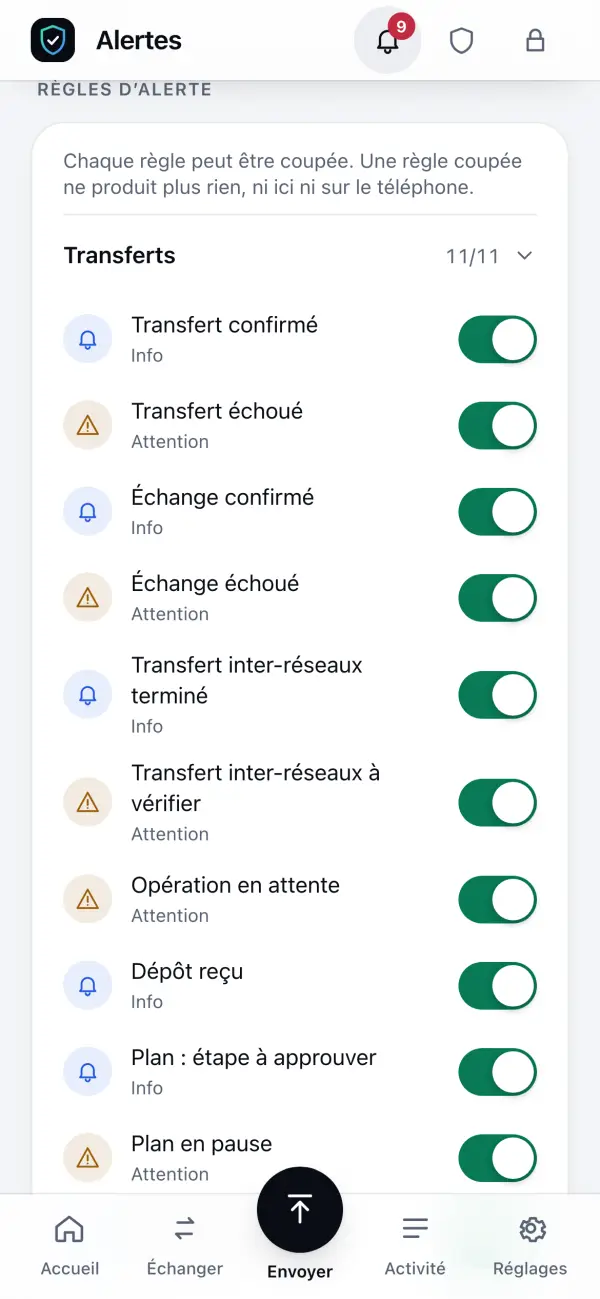 Alertes
9
RÈGLES D’ALERTE
Chaque règle peut être coupée. Une règle coupée
ne produit plus rien, ni ici ni sur le téléphone.
Transferts
11/11
Transfert confirmé
Info
Transfert échoué
Attention
Échange confirmé
Info
Échange échoué
Attention
Transfert inter-réseaux
terminé
Info
Transfert inter-réseaux à
vérifier
Attention
Opération en attente
Attention
Dépôt reçu
Info
Plan : étape à approuver
Info
Plan en pause
Attention
Accueil
Échanger
Envoyer
Activité
Réglages